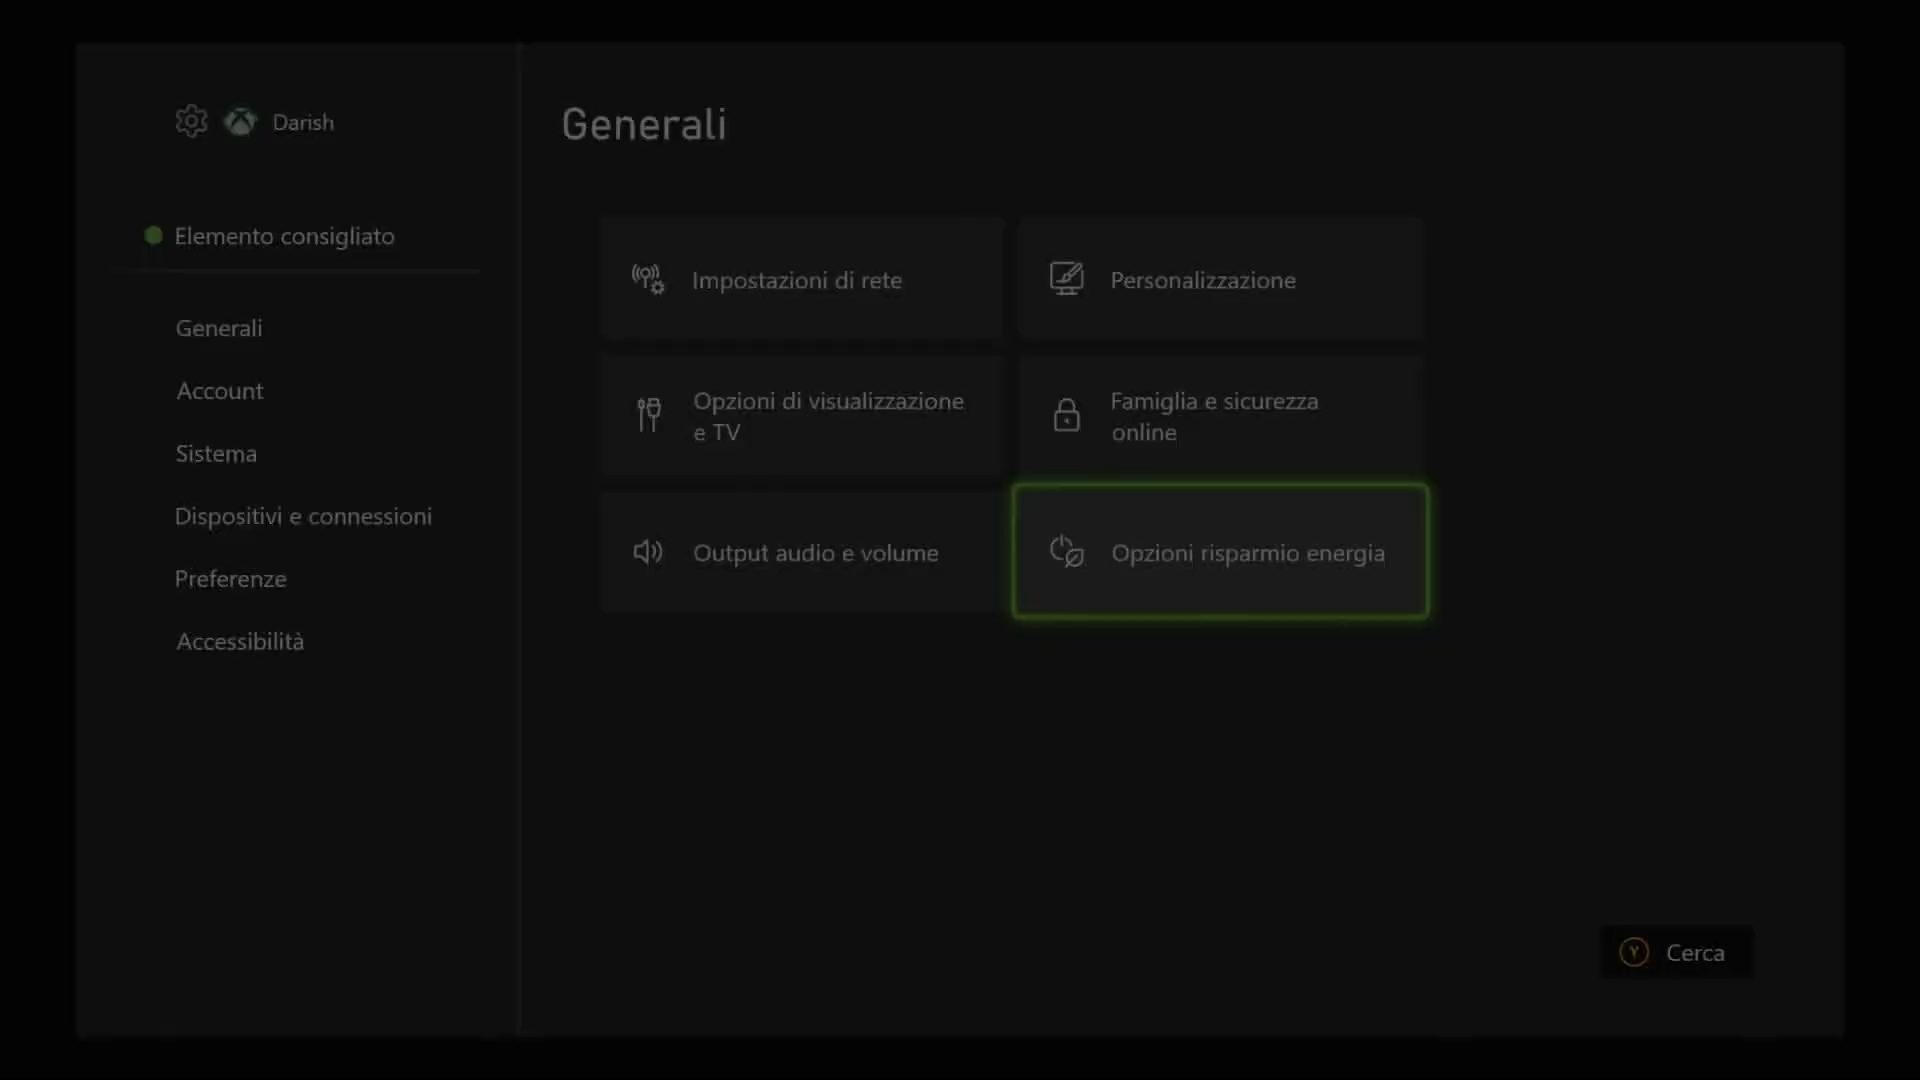 Darish
Elemento consigliato
Generali
Account
Sistema
Dispositivi e connessioni
Preferenze
Accessibilità
Generali
Impostazioni di rete
Personalizzazione
Opzioni di visualizzazione
e TV
Famiglia e sicurezza
online
Output audio e volume
Opzioni risparmio energia
Y Cerca